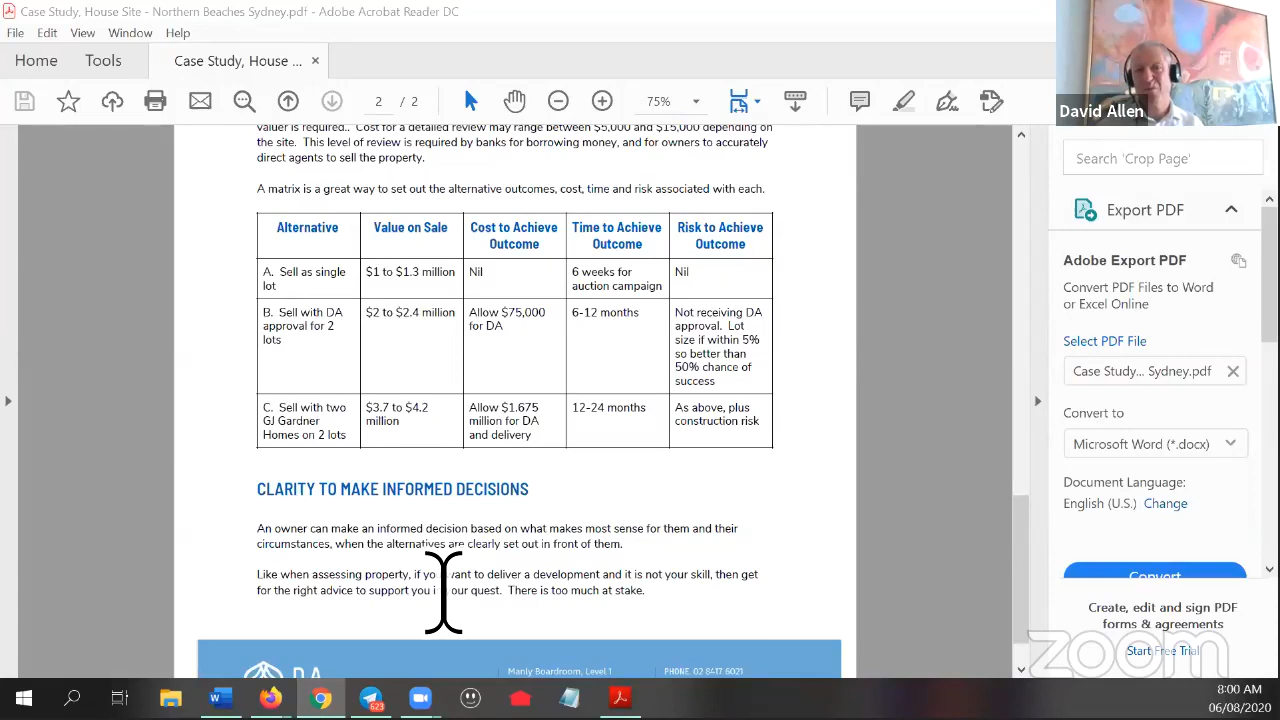 Case Study, House Site - Northern Beaches Sydney.pdf - Adobe Acrobat Reader DC
File Edit View Window Help
Home Tools Case Study, House ... ×
2 / 2 75%
David Allen
valuer is required.. Cost for a detailed review may range between $5,000 and $15,000 depending on
the site. This level of review is required by banks for borrowing money, and for owners to accurately
direct agents to sell the property.
A matrix is a great way to set out the alternative outcomes, cost, time and risk associated with each.
Alternative
Value on Sale
Cost to Achieve
Outcome
Time to Achieve
Outcome
Risk to Achieve
Outcome
A. Sell as single
lot
$1 to $1.3 million
Nil
6 weeks for
auction campaign
Nil
B. Sell with DA
approval for 2
lots
$2 to $2.4 million
Allow $75,000
for DA
6-12 months
Not receiving DA
approval. Lot
size if within 5%
so better than
50% chance of
success
C. Sell with two
GJ Gardner
Homes on 2 lots
$3.7 to $4.2
million
Allow $1.675
million for DA
and delivery
12-24 months
As above, plus
construction risk
CLARITY TO MAKE INFORMED DECISIONS
An owner can make an informed decision based on what makes most sense for them and their
circumstances, when the alternatives are clearly set out in front of them.
Like when assessing property, if you want to deliver a development and it is not your skill, then get
for the right advice to support you i our quest. There is too much at stake.
DA
Manly Boardroom, Level 1
PHONE 02 8417 6021
Search 'Crop Page'
Export PDF
Adobe Export PDF
Convert PDF Files to Word
or Excel Online
Select PDF File
Case Study... Sydney.pdf
Convert to
Microsoft Word (*.docx)
Document Language:
English (U.S.) Change
Convert
Create, edit and sign PDF
forms & agreements
Start Free Trial
zoom
623
8:00 AM
06/08/2020